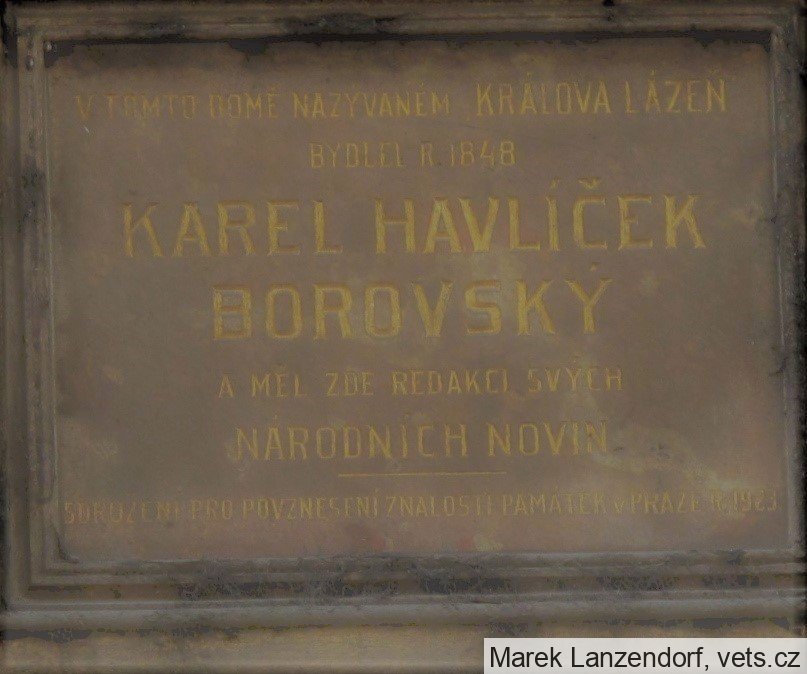 V TOMTO DOMĚ NAZÝVANÉM KRÁLOVA LÁZEŇ
BYDLEL R. 1848
KAREL HAVLÍČEK
BOROVSKÝ
A MĚL ZDE REDAKCI SVÝCH
NÁRODNÍCH NOVIN
SDRUŽENÍ PRO POVZNESENÍ ZNALOSTI PAMÁTEK V PRAZE R. 1923
Marek Lanzendorf, vets.cz